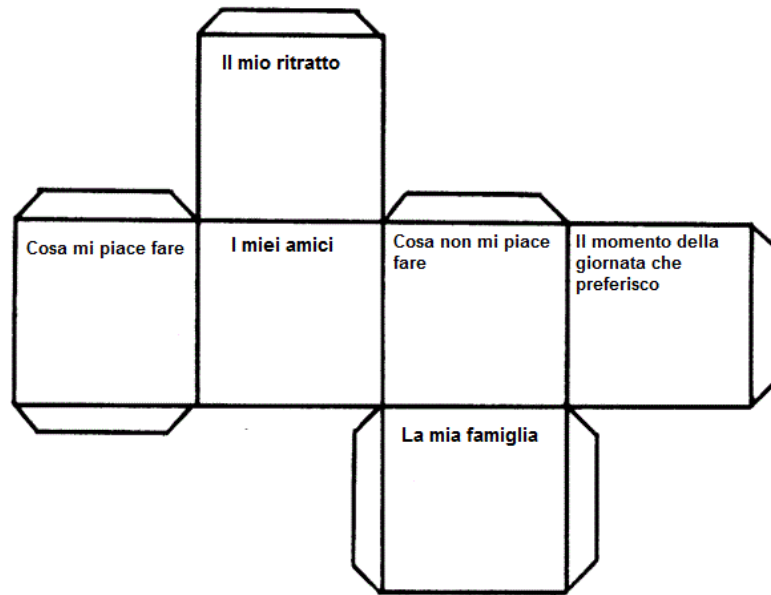 Il mio ritratto
Cosa mi piace fare
I miei amici
Cosa non mi piace
fare
Il momento della
giornata che
preferisco
La mia famiglia